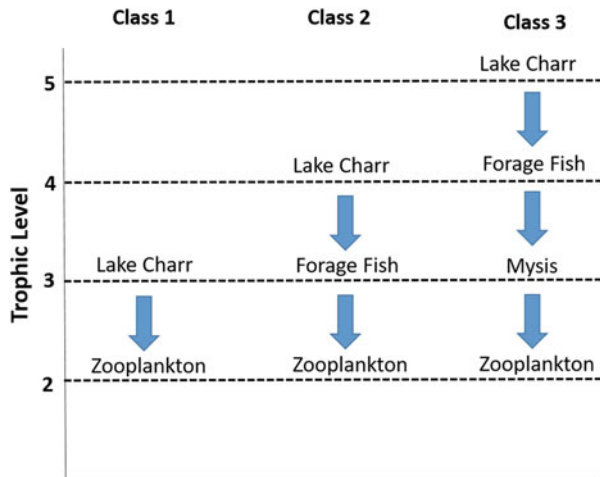 Class 1 Class 2 Class 3
Lake Charr
5
Lake Charr Forage Fish
4
Lake Charr Forage Fish Mysis
3
Zooplankton Zooplankton Zooplankton
2
Trophic Level